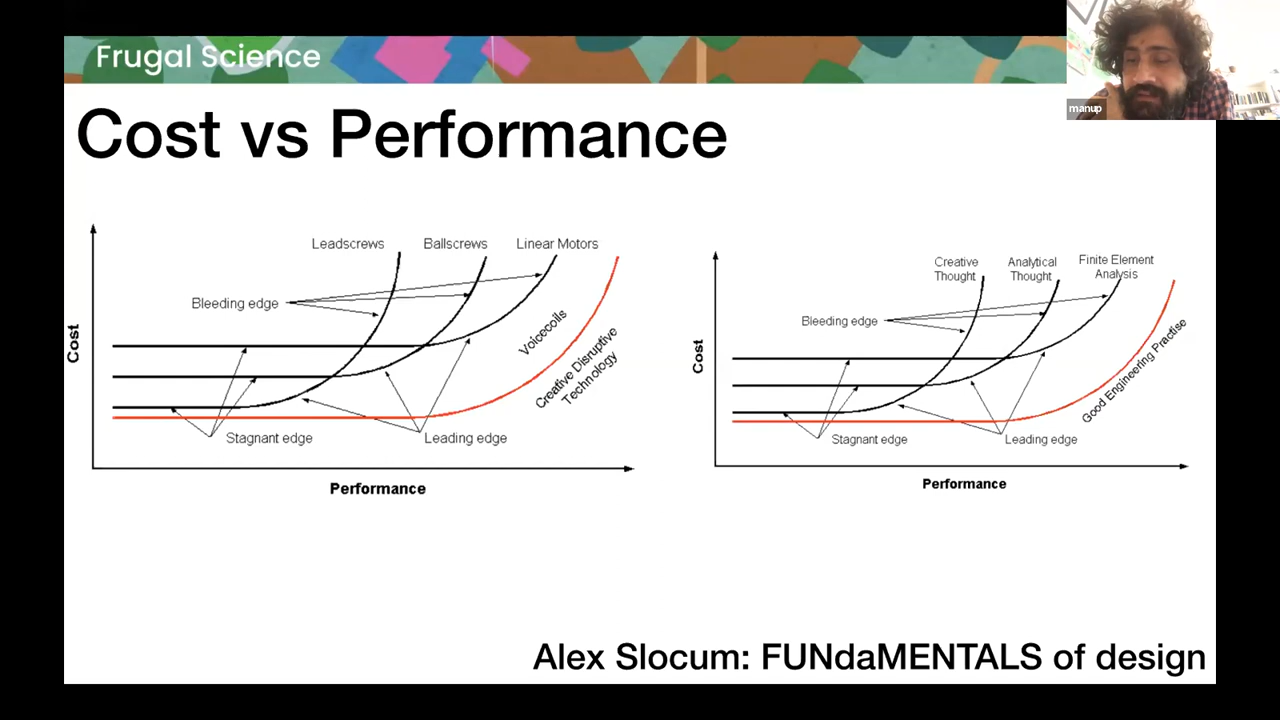 Frugal Science
manup
Cost vs Performance
Leadscrews
Ballscrews
Linear Motors
Bleeding edge
Cost
Voicecoils
Creative Disruptive
Technology
Stagnant edge
Leading edge
Performance
Creative
Thought
Analytical
Thought
Finite Element
Analysis
Bleeding edge
Cost
Good Engineering Practise
Stagnant edge
Leading edge
Performance
Alex Slocum: FUNdaMENTALS of design